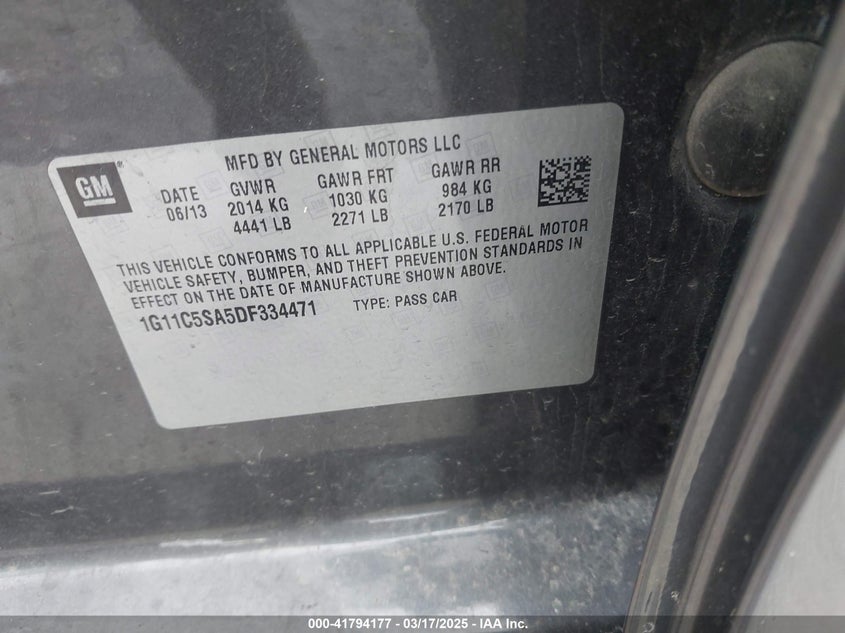 MFD BY GENERAL MOTORS LLC
GM
DATE GVWR GAWR FRT GAWR RR
06/13 2014 KG 1030 KG 984 KG
4441 LB 2271 LB 2170 LB
THIS VEHICLE CONFORMS TO ALL APPLICABLE U.S. FEDERAL MOTOR
VEHICLE SAFETY, BUMPER, AND THEFT PREVENTION STANDARDS IN
EFFECT ON THE DATE OF MANUFACTURE SHOWN ABOVE.
1G11C5SA5DF334471 TYPE: PASS CAR
000-41794177 - 03/17/2025 - IAA Inc.